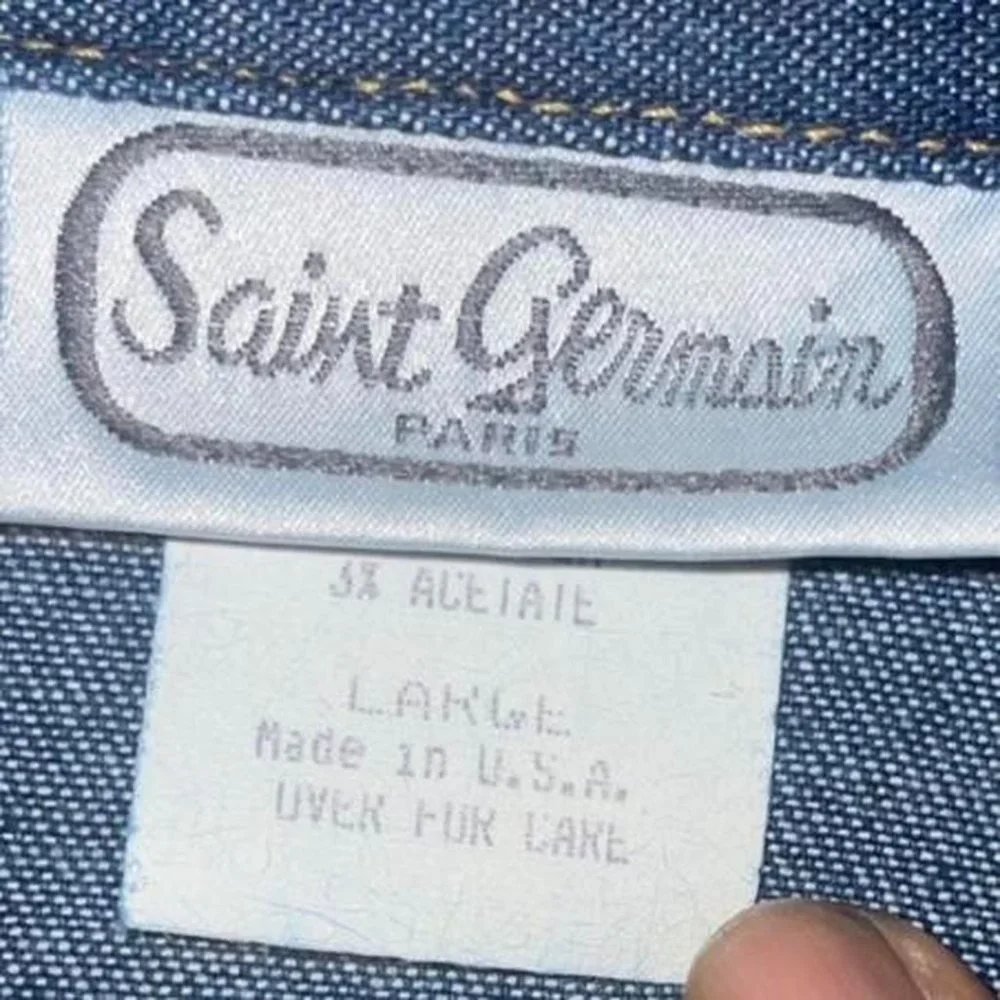 Saint Germain
PARIS
3% ACETATE
LARGE
Made in U.S.A.
OVER FOR CARE